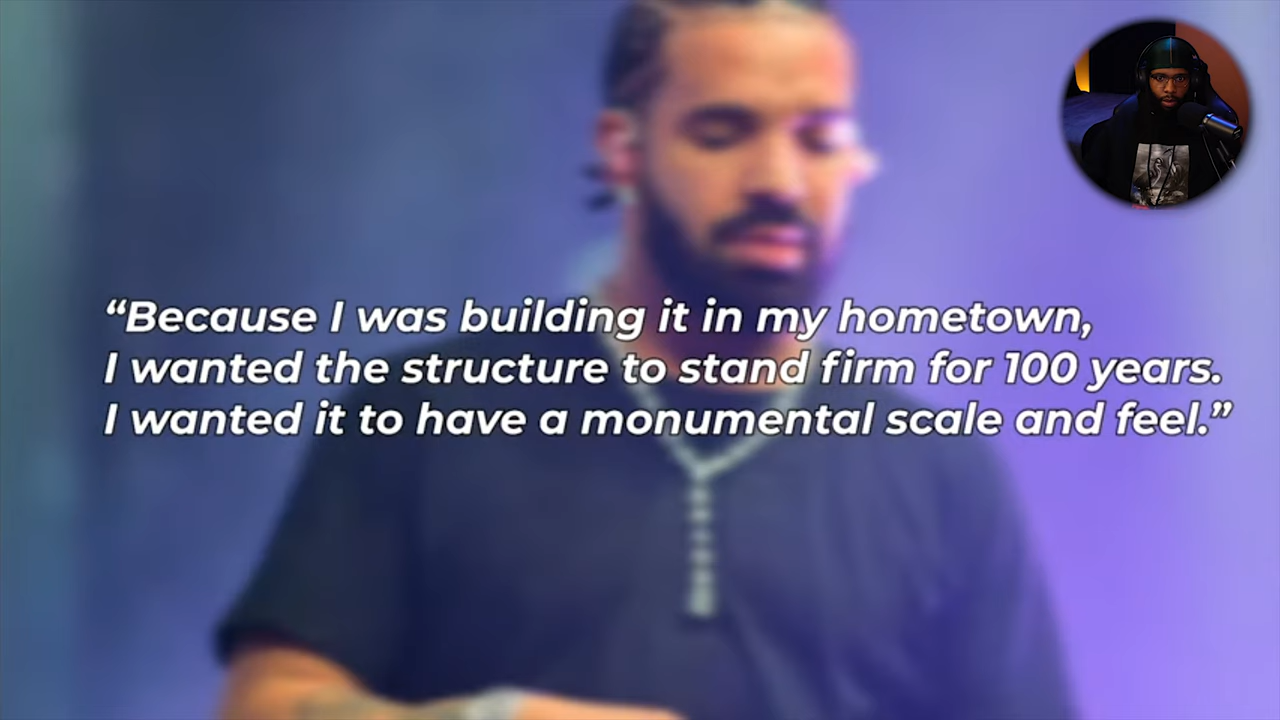 “Because I was building it in my hometown,
I wanted the structure to stand firm for 100 years.
I wanted it to have a monumental scale and feel.”